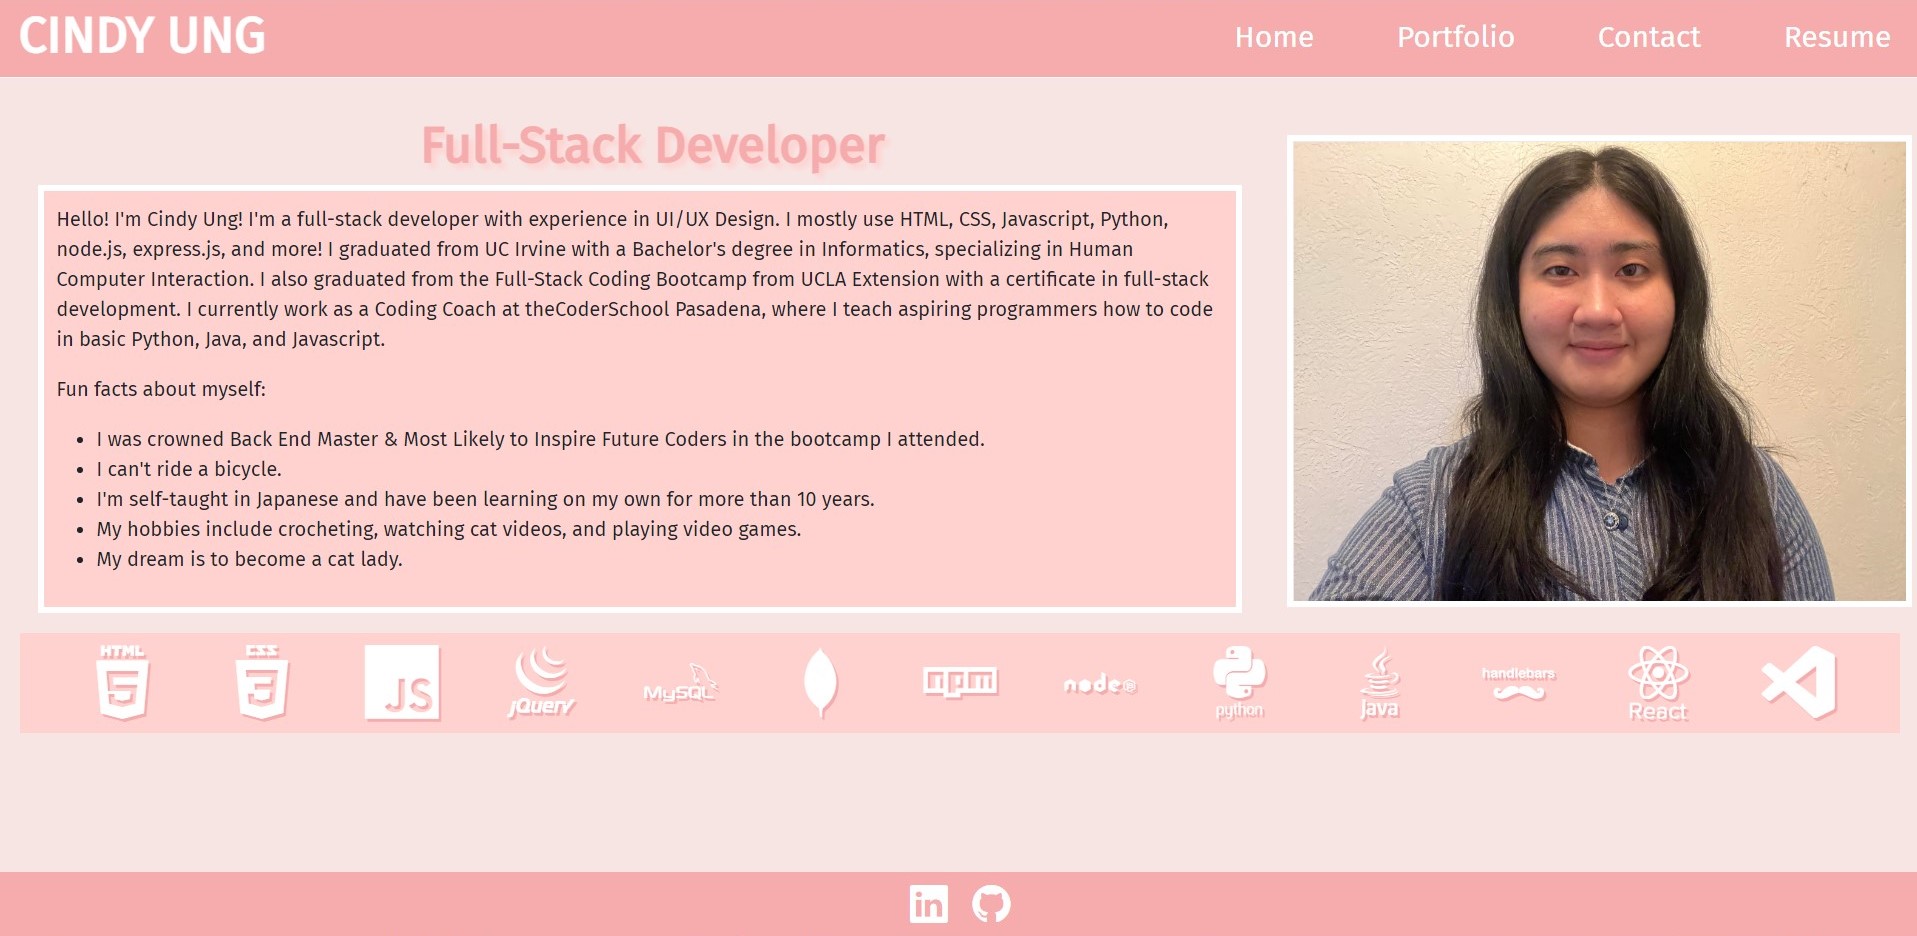 CINDY UNG
Home Portfolio Contact Resume
Full-Stack Developer
Hello! I'm Cindy Ung! I'm a full-stack developer with experience in UI/UX Design. I mostly use HTML, CSS, Javascript, Python,
node.js, express.js, and more! I graduated from UC Irvine with a Bachelor's degree in Informatics, specializing in Human
Computer Interaction. I also graduated from the Full-Stack Coding Bootcamp from UCLA Extension with a certificate in full-stack
development. I currently work as a Coding Coach at theCoderSchool Pasadena, where I teach aspiring programmers how to code
in basic Python, Java, and Javascript.
Fun facts about myself:
• I was crowned Back End Master & Most Likely to Inspire Future Coders in the bootcamp I attended.
• I can't ride a bicycle.
• I'm self-taught in Japanese and have been learning on my own for more than 10 years.
• My hobbies include crocheting, watching cat videos, and playing video games.
• My dream is to become a cat lady.
HTML 5
CSS 3
JS
jQuery
MySQL
npm
node
python
Java
handlebars
React
in